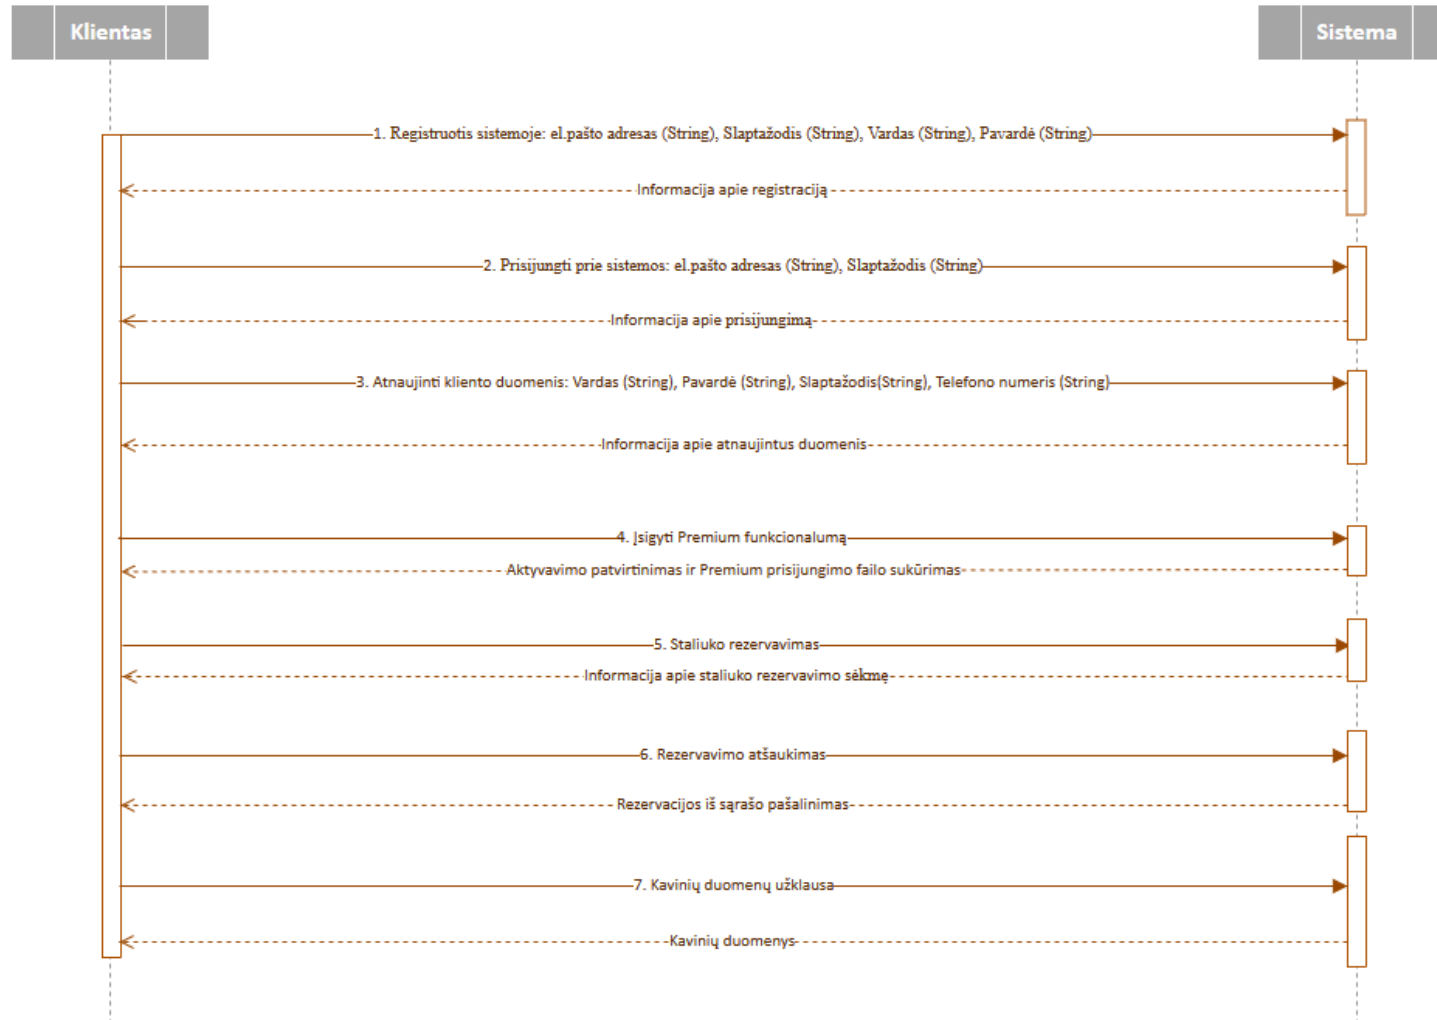 Klientas
Sistema
1. Registruotis sistemoje: el.pašto adresas (String), Slaptažodis (String), Vardas (String), Pavardė (String)
Informacija apie registraciją
2. Prisijungti prie sistemos: el.pašto adresas (String), Slaptažodis (String)
Informacija apie prisijungimą
3. Atnaujinti kliento duomenis: Vardas (String), Pavardė (String), Slaptažodis(String), Telefono numeris (String)
Informacija apie atnaujintus duomenis
4. Įsigyti Premium funkcionalumą
Aktyvavimo patvirtinimas ir Premium prisijungimo failo sukūrimas
5. Staliuko rezervavimas
Informacija apie staliuko rezervavimo sėkmę
6. Rezervavimo atšaukimas
Rezervacijos iš sąrašo pašalinimas
7. Kavinių duomenų užklausa
Kavinių duomenys